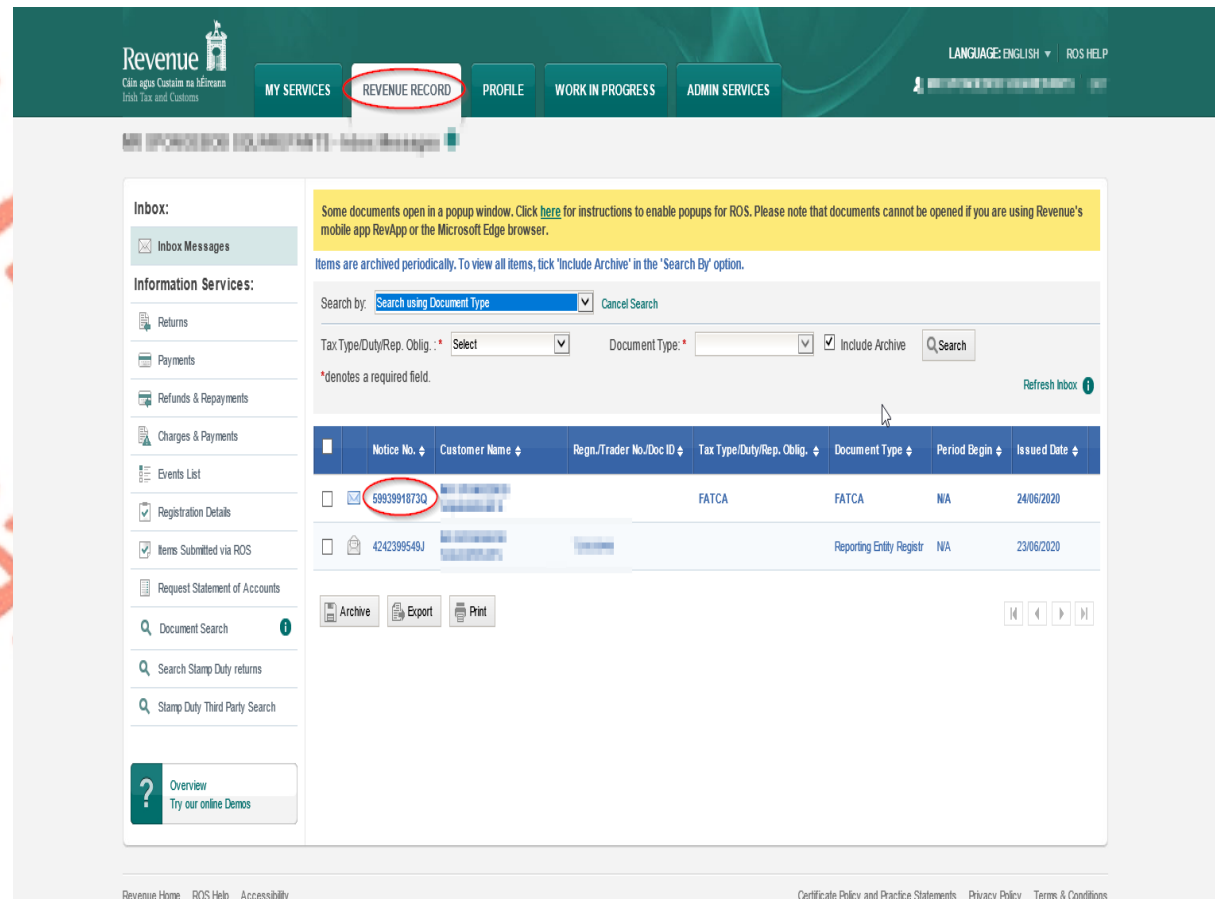 Revenue
Cáin agus Custaim na hÉireann
Irish Tax and Customs
LANGUAGE: ENGLISH ROS HELP
MY SERVICES REVENUE RECORD PROFILE WORK IN PROGRESS ADMIN SERVICES
Inbox:
Inbox Messages
Information Services:
Returns
Payments
Refunds & Repayments
Charges & Payments
Events List
Registration Details
Items Submitted via ROS
Request Statement of Accounts
Document Search
Search Stamp Duty returns
Stamp Duty Third Party Search
? Overview
Try our online Demos
Some documents open in a popup window. Click here for instructions to enable popups for ROS. Please note that documents cannot be opened if you are using Revenue's
mobile app RevApp or the Microsoft Edge browser.
Items are archived periodically. To view all items, tick 'Include Archive' in the 'Search By' option.
Search by: Search using Document Type Cancel Search
Tax Type/Duty/Rep. Oblig. :* Select Document Type: * Include Archive Search
*denotes a required field.
Refresh Inbox i
Notice No. Customer Name Regn./Trader No./Doc ID Tax Type/Duty/Rep. Oblig. Document Type Period Begin Issued Date
5993991873Q FATCA FATCA N/A 24/06/2020
4242399549J Reporting Entity Registr N/A 23/06/2020
Archive Export Print
Revenue Home ROS Help Accessibility Certificate Policy and Practice Statements Privacy Policy Terms & Conditions